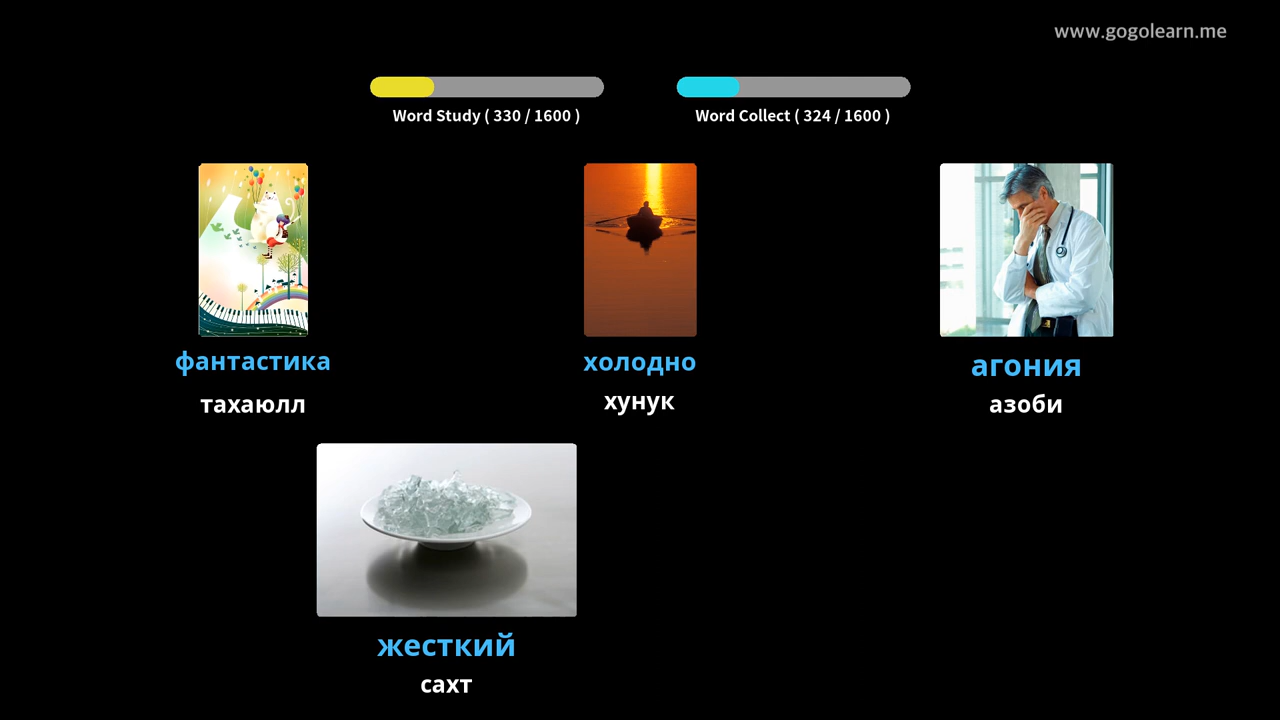 www.gogolearn.me
Word Study ( 330 / 1600 )
Word Collect ( 324 / 1600 )
фантастика
тахаюлл
холодно
хунук
агония
азоби
жесткий
сахт